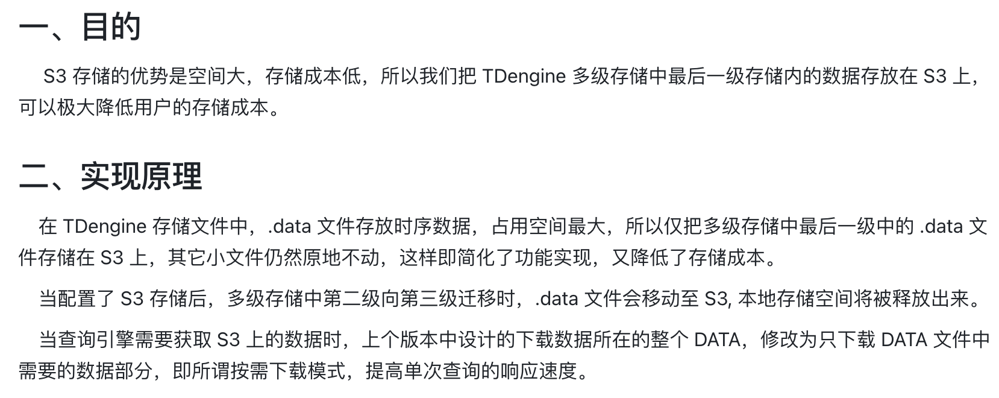 一、目的
S3 存储的优势是空间大，存储成本低，所以我们把 TDengine 多级存储中最后一级存储内的数据存放在 S3 上，
可以极大降低用户的存储成本。
二、实现原理
在 TDengine 存储文件中，.data 文件存放时序数据，占用空间最大，所以仅把多级存储中最后一级中的 .data 文
件存储在 S3 上，其它小文件仍然原地不动，这样即简化了功能实现，又降低了存储成本。
当配置了 S3 存储后，多级存储中第二级向第三级迁移时，.data 文件会移动至 S3, 本地存储空间将被释放出来。
当查询引擎需要获取 S3 上的数据时，上个版本中设计的下载数据所在的整个 DATA，修改为只下载 DATA 文件中
需要的数据部分，即所谓按需下载模式，提高单次查询的响应速度。